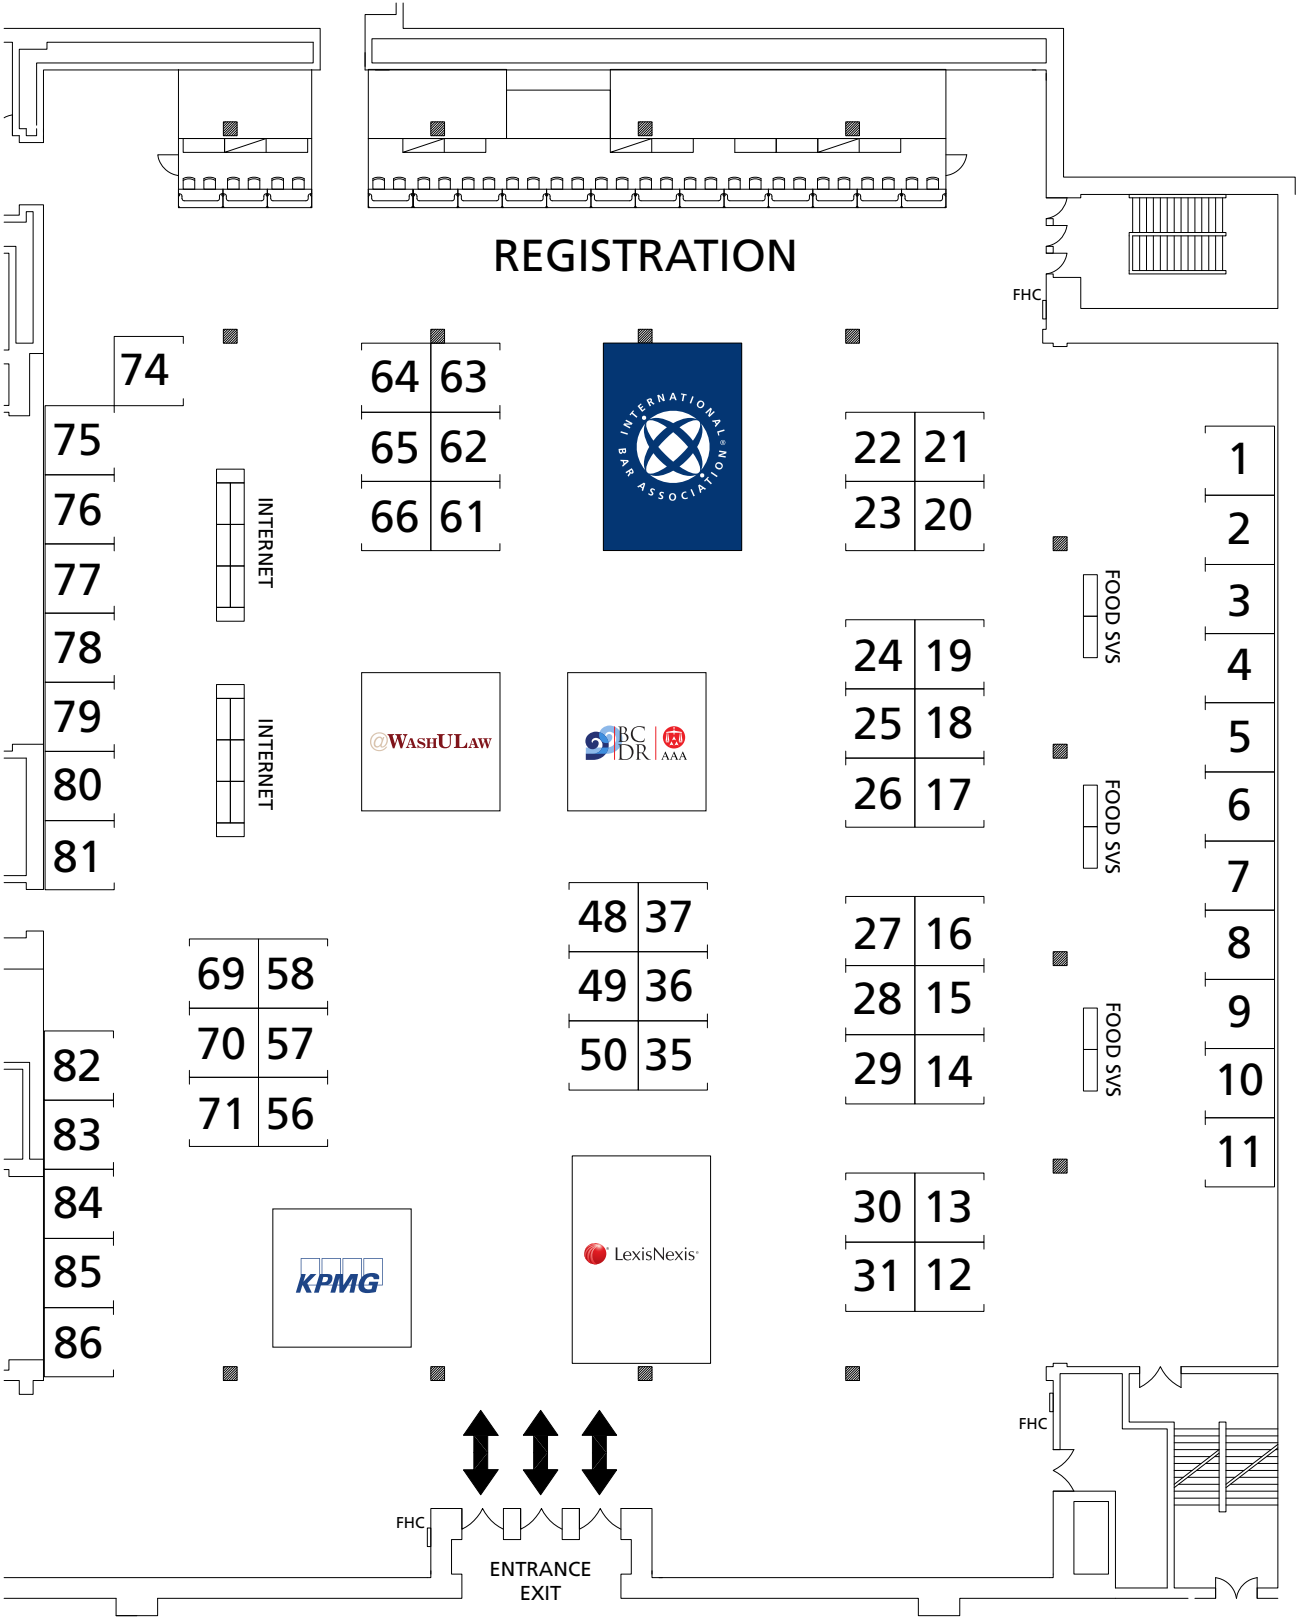 REGISTRATION
FHC
74
64 63
INTERNATIONAL® BAR ASSOCIATION
75
65 62
22 21
1
76
66 61
23 20
2
INTERNET
77
FOOD SVS
3
78
24 19
4
79
INTERNET
@WASHULAW
BC
DR
AAA
25 18
5
80
26 17
FOOD SVS
6
81
7
48 37
27 16
8
69 58
49 36
28 15
9
70 57
50 35
29 14
FOOD SVS
10
82
71 56
11
83
84
30 13
85
KPMG
LexisNexis®
31 12
86
FHC
FHC
ENTRANCE
EXIT